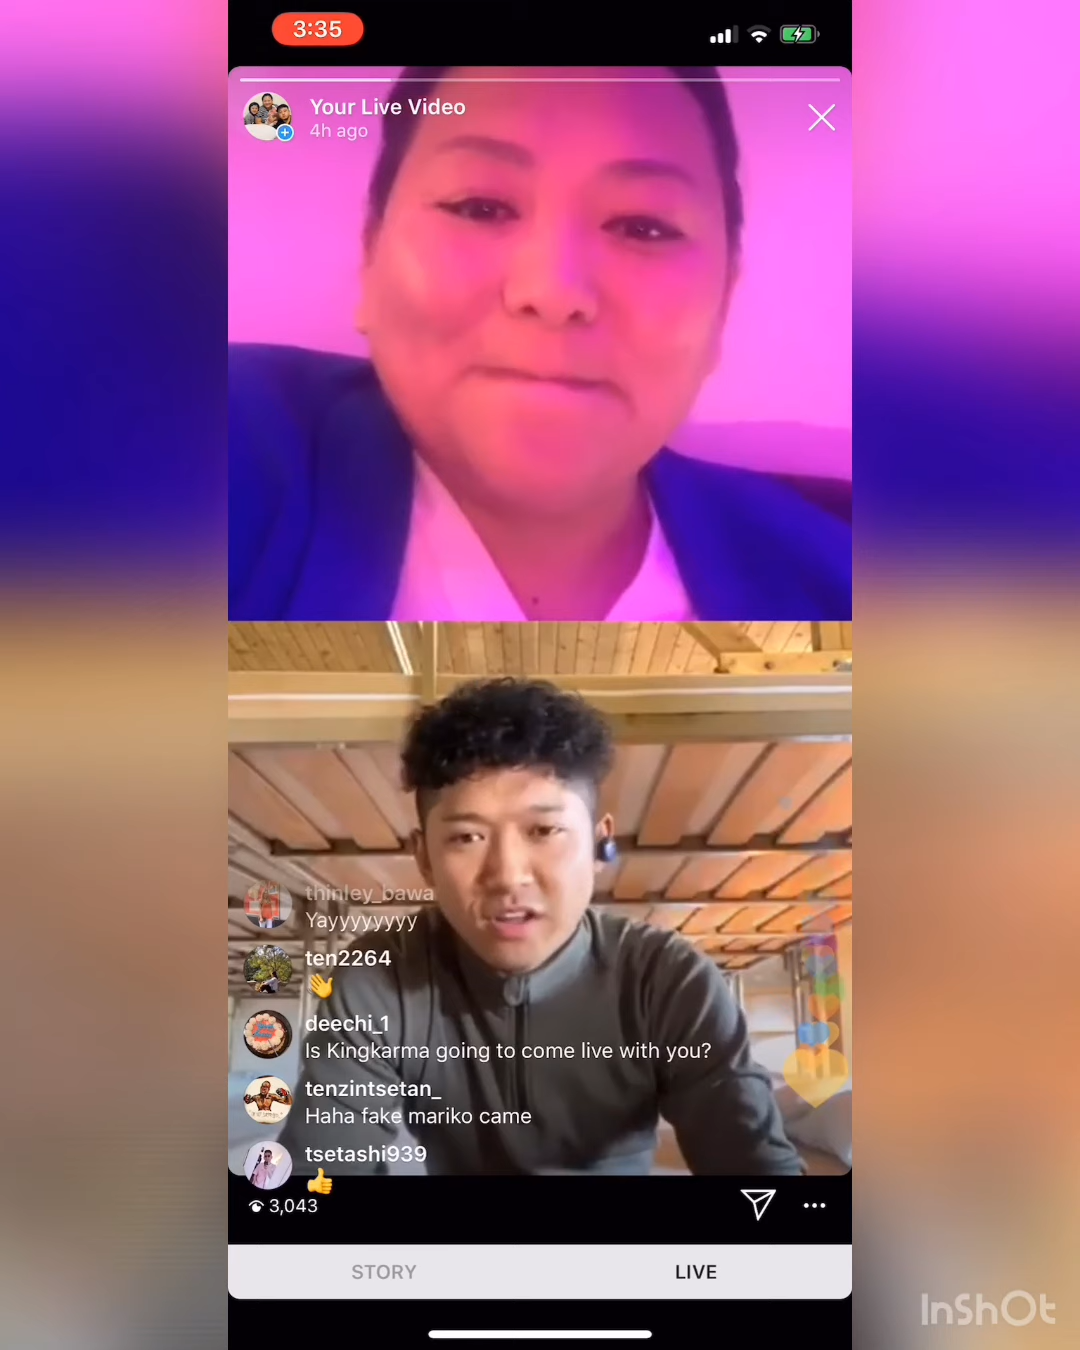 3:35
Your Live Video
4h ago
thinley_bawa
Yayyyyyyyy
ten2264
👋
deechi_1
Is Kingkarma going to come live with you?
tenzintsetan_
Haha fake mariko came
tsetashi939
👍
3,043
STORY
LIVE
InShOt